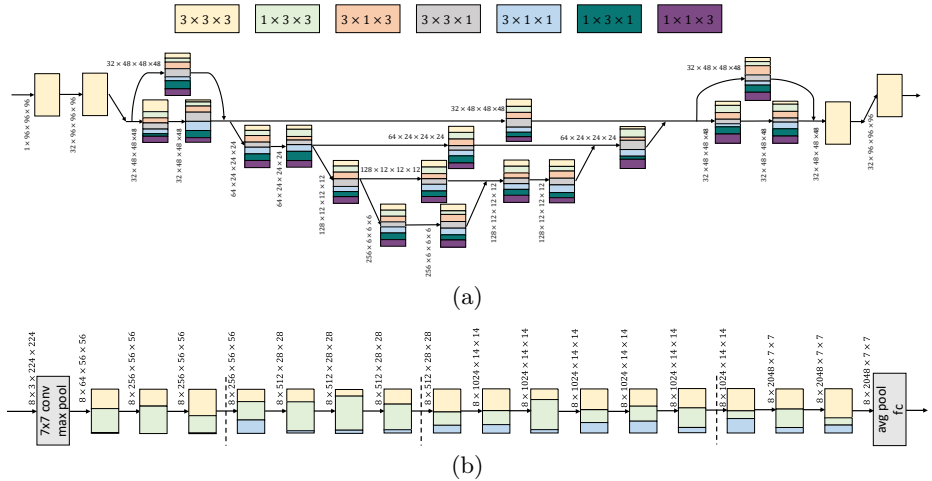 3 × 3 × 3
1 × 3 × 3
3 × 1 × 3
3 × 3 × 1
3 × 1 × 1
1 × 3 × 1
1 × 1 × 3
1 × 96 × 96 × 96
32 × 96 × 96 × 96
32 × 48 × 48 × 48
32 × 48 × 48 × 48
32 × 48 × 48 × 48
64 × 24 × 24 × 24
64 × 24 × 24 × 24
128 × 12 × 12 × 12
128 × 12 × 12 × 12
256 × 6 × 6 × 6
256 × 6 × 6 × 6
32 × 48 × 48 × 48
64 × 24 × 24 × 24
128 × 12 × 12 × 12
128 × 12 × 12 × 12
64 × 24 × 24 × 24
32 × 48 × 48 × 48
32 × 48 × 48 × 48
32 × 48 × 48 × 48
32 × 48 × 48 × 48
32 × 96 × 96 × 96
(a)
8 × 3 × 224 × 224
7x7 conv
max pool
8 × 64 × 56 × 56
8 × 256 × 56 × 56
8 × 256 × 56 × 56
8 × 256 × 56 × 56
8 × 512 × 28 × 28
8 × 512 × 28 × 28
8 × 512 × 28 × 28
8 × 512 × 28 × 28
8 × 1024 × 14 × 14
8 × 1024 × 14 × 14
8 × 1024 × 14 × 14
8 × 1024 × 14 × 14
8 × 1024 × 14 × 14
8 × 1024 × 14 × 14
8 × 2048 × 7 × 7
8 × 2048 × 7 × 7
8 × 2048 × 7 × 7
avg pool
fc
(b)